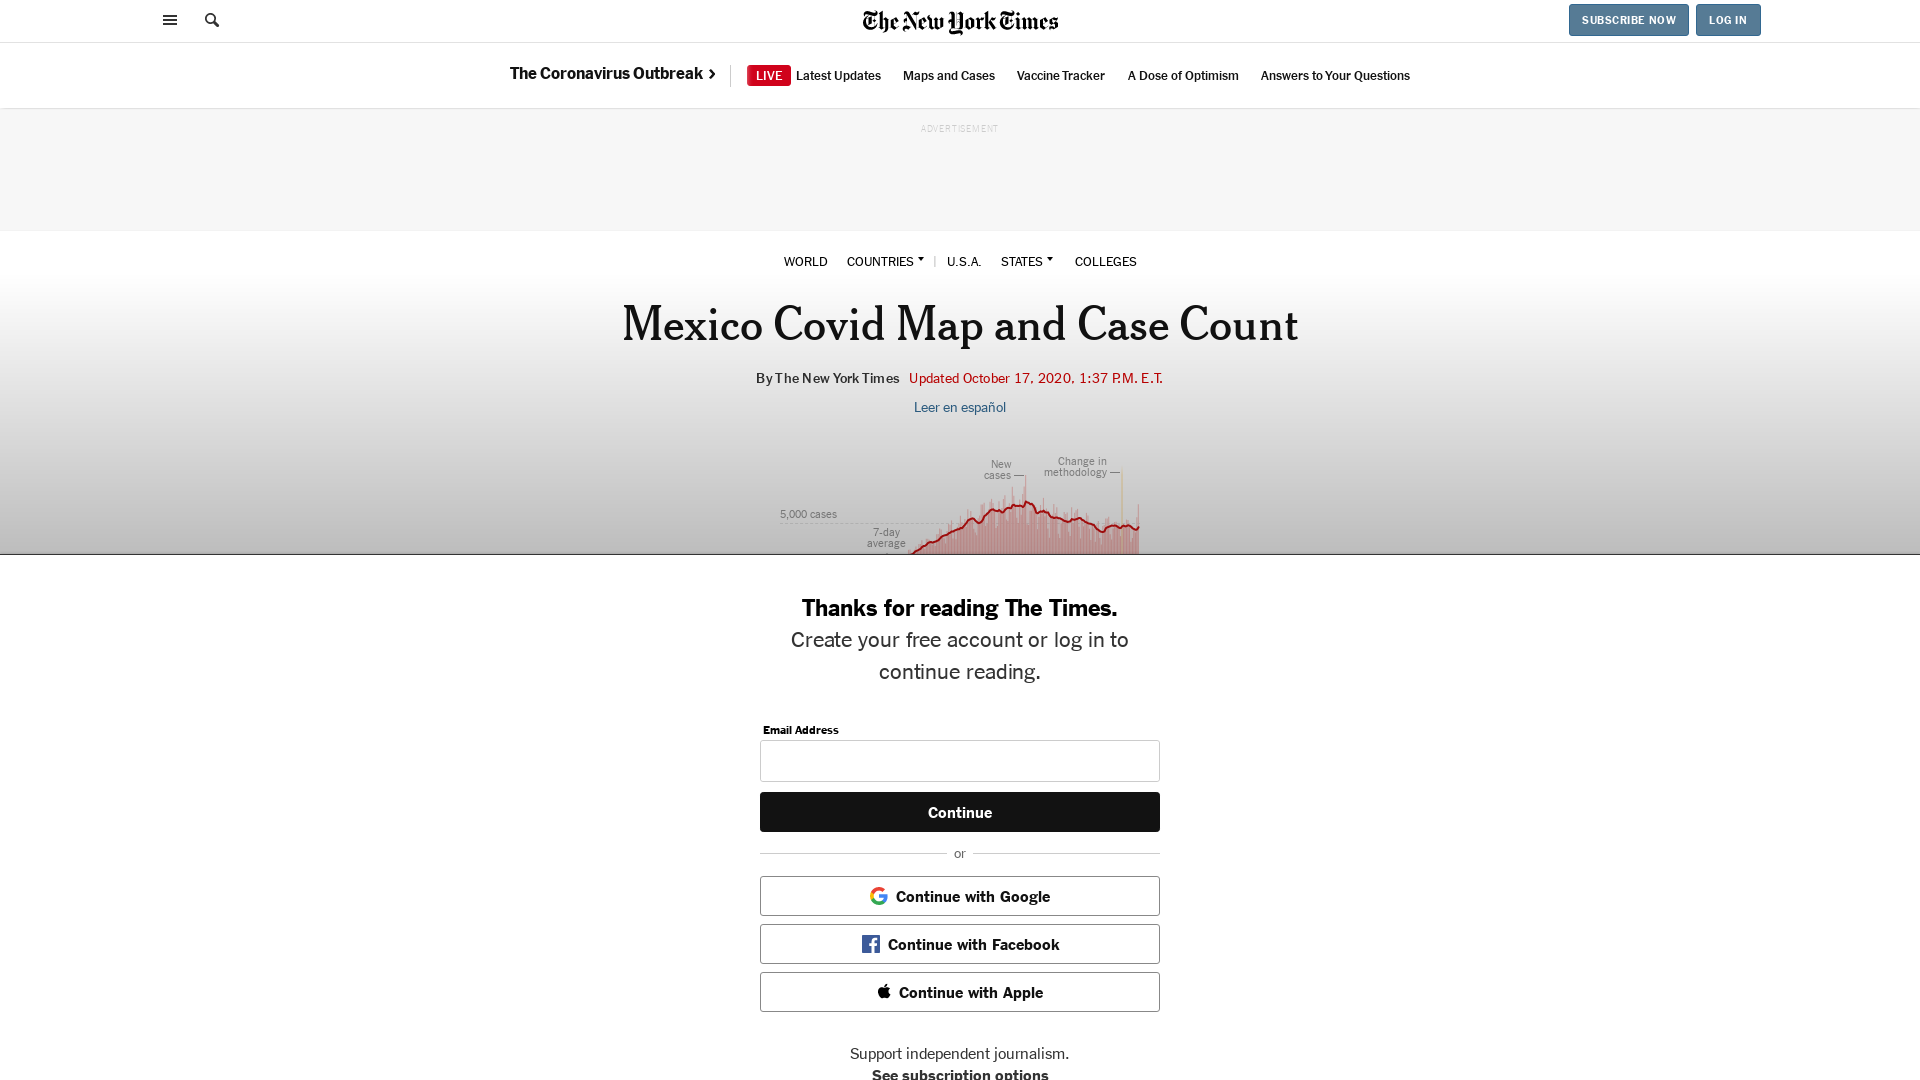 The New York Times
SUBSCRIBE NOW
LOG IN
The Coronavirus Outbreak ›
LIVE Latest Updates
Maps and Cases
Vaccine Tracker
A Dose of Optimism
Answers to Your Questions
ADVERTISEMENT
WORLD COUNTRIES | U.S.A. STATES COLLEGES
Mexico Covid Map and Case Count
By The New York Times Updated October 17, 2020, 1:37 P.M. E.T.
Leer en español
New
cases
Change in
methodology
5,000 cases
7-day
average
Thanks for reading The Times.
Create your free account or log in to
continue reading.
Email Address
Continue
or
Continue with Google
Continue with Facebook
Continue with Apple
Support independent journalism.
See subscription options